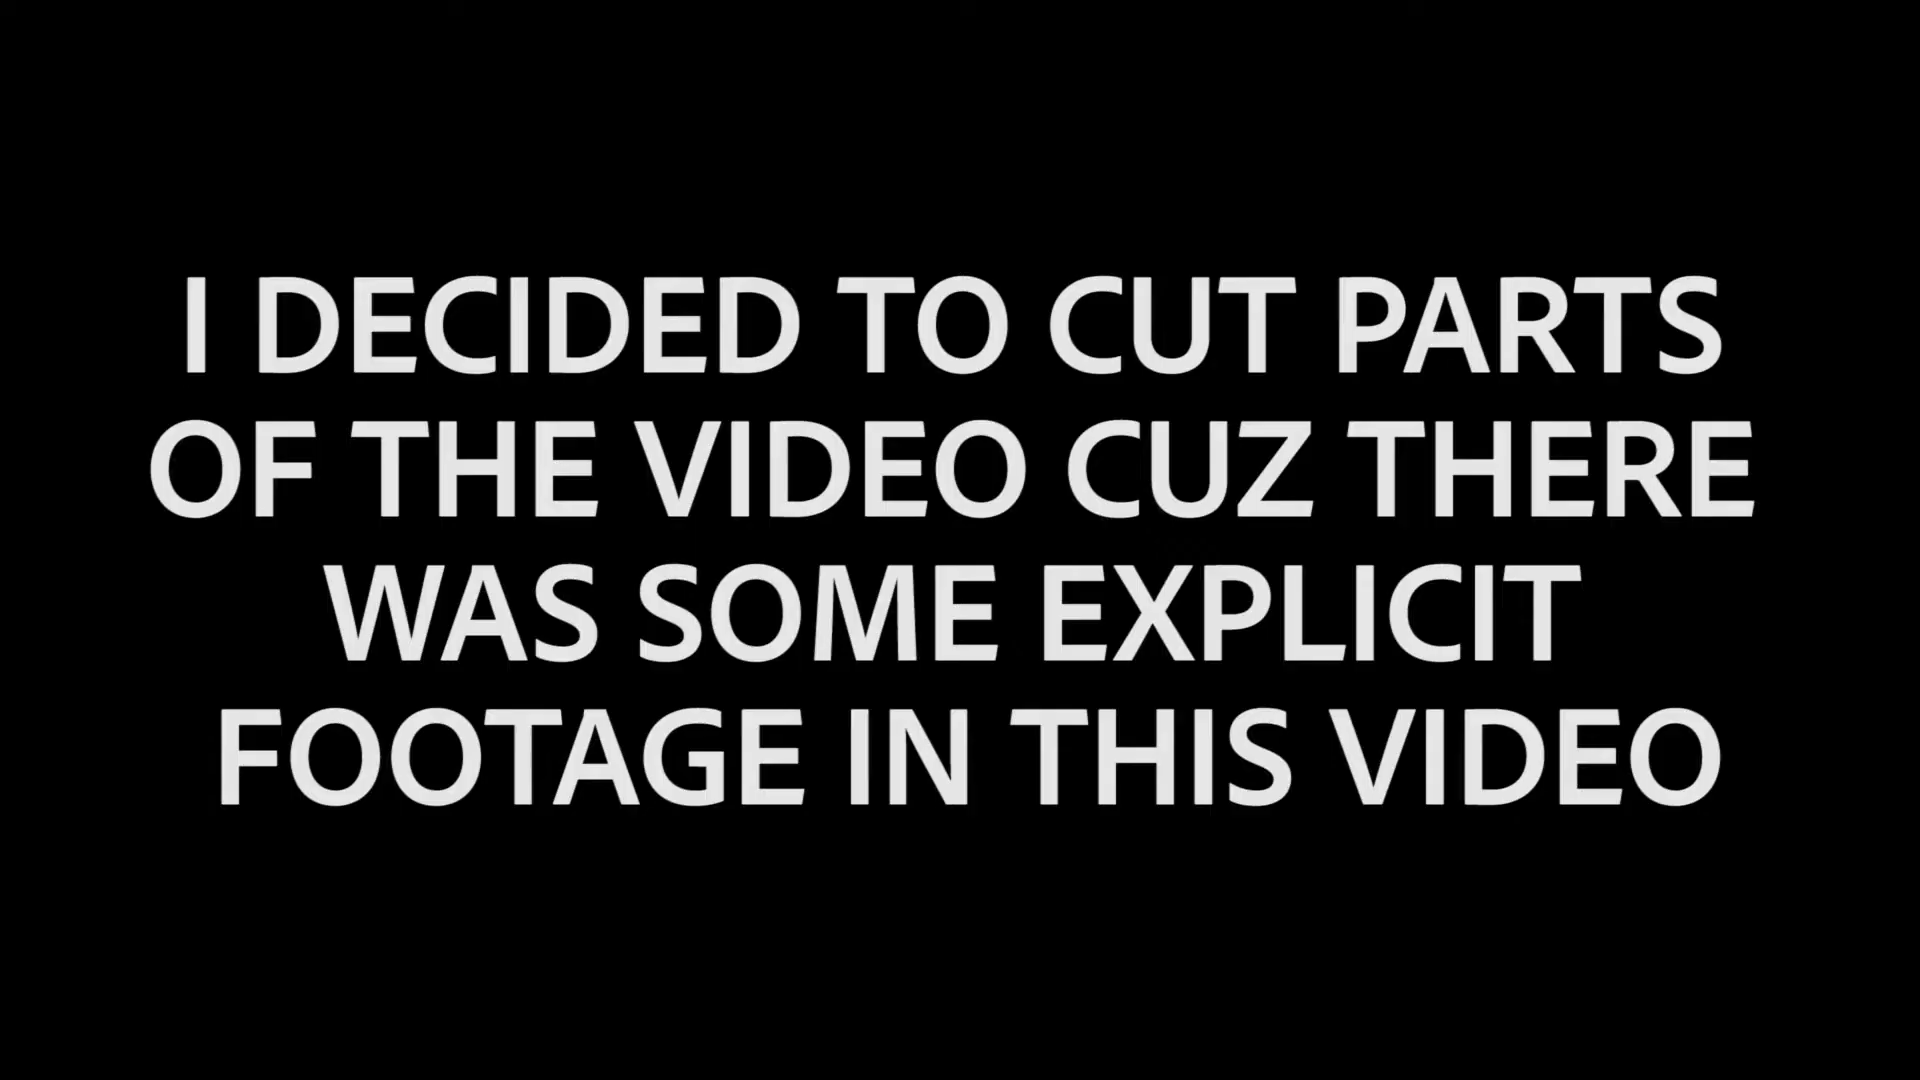 I DECIDED TO CUT PARTS
OF THE VIDEO CUZ THERE
WAS SOME EXPLICIT
FOOTAGE IN THIS VIDEO